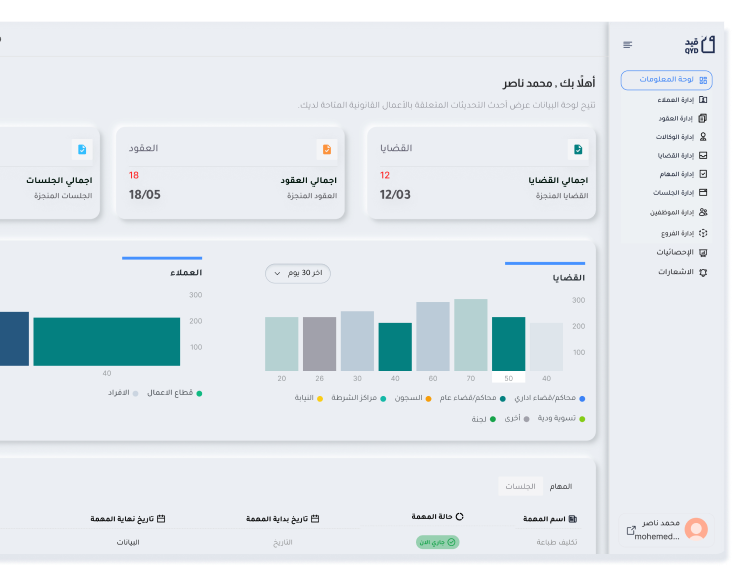 قيد
QYD
لوحة المعلومات
إدارة العملاء
إدارة العقود
إدارة الوكالات
إدارة القضايا
إدارة المهام
إدارة الجلسات
إدارة الموظفين
إدارة الفروع
الإحصائيات
الاشعارات
محمد ناصر
mohemed...
أهلًا بك , محمد ناصر
تتيح لوحة البيانات عرض أحدث التحديثات المتعلقة بالأعمال القانونية المتاحة لديك.
القضايا
12
اجمالي القضايا
12/03
القضايا المنجزة
العقود
18
اجمالي العقود
18/05
العقود المنجزة
اجمالي الجلسات
الجلسات المنجزة
القضايا
اخر 30 يوم
300
200
100
20 26 30 40 60 70 50 40
محاكم/قضاء اداري محاكم/قضاء عام السجون مراكز الشرطة النيابة
تسوية ودية أخرى لجنة
العملاء
300
200
100
40
قطاع الاعمال الافراد
المهام الجلسات
اسم المهمة حالة المهمة تاريخ بداية المهمة تاريخ نهاية المهمة
تكليف طباعة جاري الان التاريخ البيانات